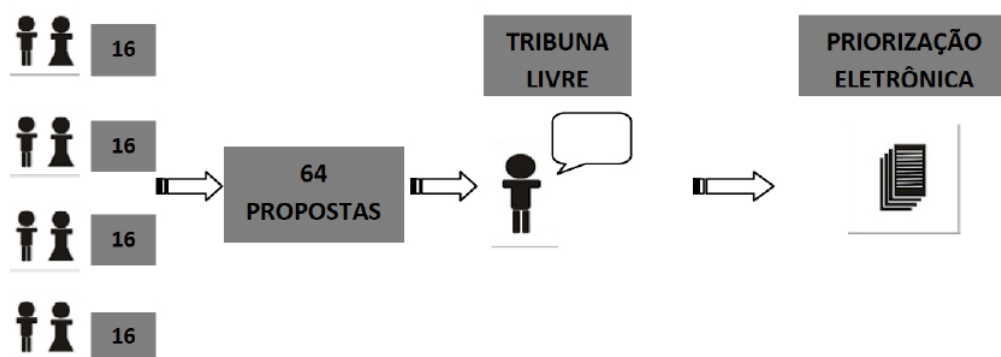 16
16
16
16
64
PROPOSTAS
TRIBUNA
LIVRE
PRIORIZAÇÃO
ELETRÔNICA